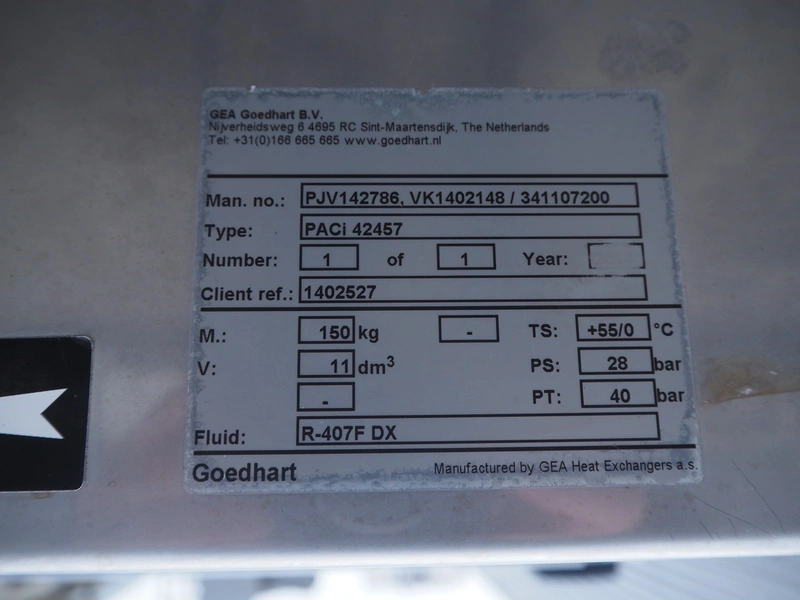 GEA Goedhart B.V.
Nijverheidsweg 6 4695 RC Sint-Maartensdijk, The Netherlands
Tel: +31(0)166 665 665 www.goedhart.nl
Man. no.: PJV142786, VK1402148 / 341107200
Type: PACi 42457
Number: 1 of 1 Year:
Client ref.: 1402527
M.: 150 kg - TS: +55/0 °C
V: 11 dm³ PS: 28 bar
- PT: 40 bar
Fluid: R-407F DX
Goedhart Manufactured by GEA Heat Exchangers a.s.